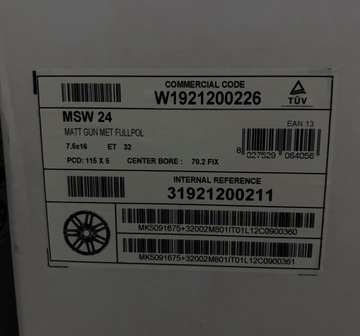 COMMERCIAL CODE
W1921200226
TÜV
MSW 24
MATT GUN MET FULLPOL
EAN 13
7,5x16 ET 32
8 027529 064056
PCD: 115 X 5 CENTER BORE : 70.2 FIX
INTERNAL REFERENCE
31921200211
MK5091675+32002M801IT01L12C0900360
MK5091675+32002M801IT01L12C0900361